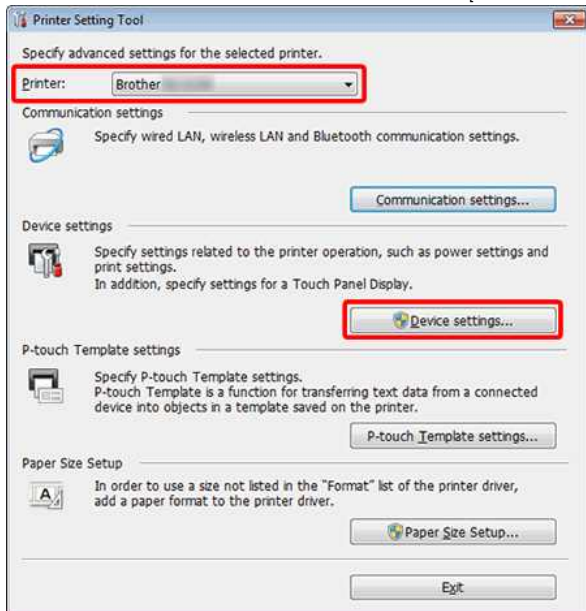 Printer Setting Tool
Specify advanced settings for the selected printer.
Printer: Brother
Communication settings
Specify wired LAN, wireless LAN and Bluetooth communication settings.
Communication settings...
Device settings
Specify settings related to the printer operation, such as power settings and
print settings.
In addition, specify settings for a Touch Panel Display.
Device settings...
P-touch Template settings
Specify P-touch Template settings.
P-touch Template is a function for transferring text data from a connected
device into objects in a template saved on the printer.
P-touch Template settings...
Paper Size Setup
In order to use a size not listed in the "Format" list of the printer driver,
add a paper format to the printer driver.
Paper Size Setup...
Exit